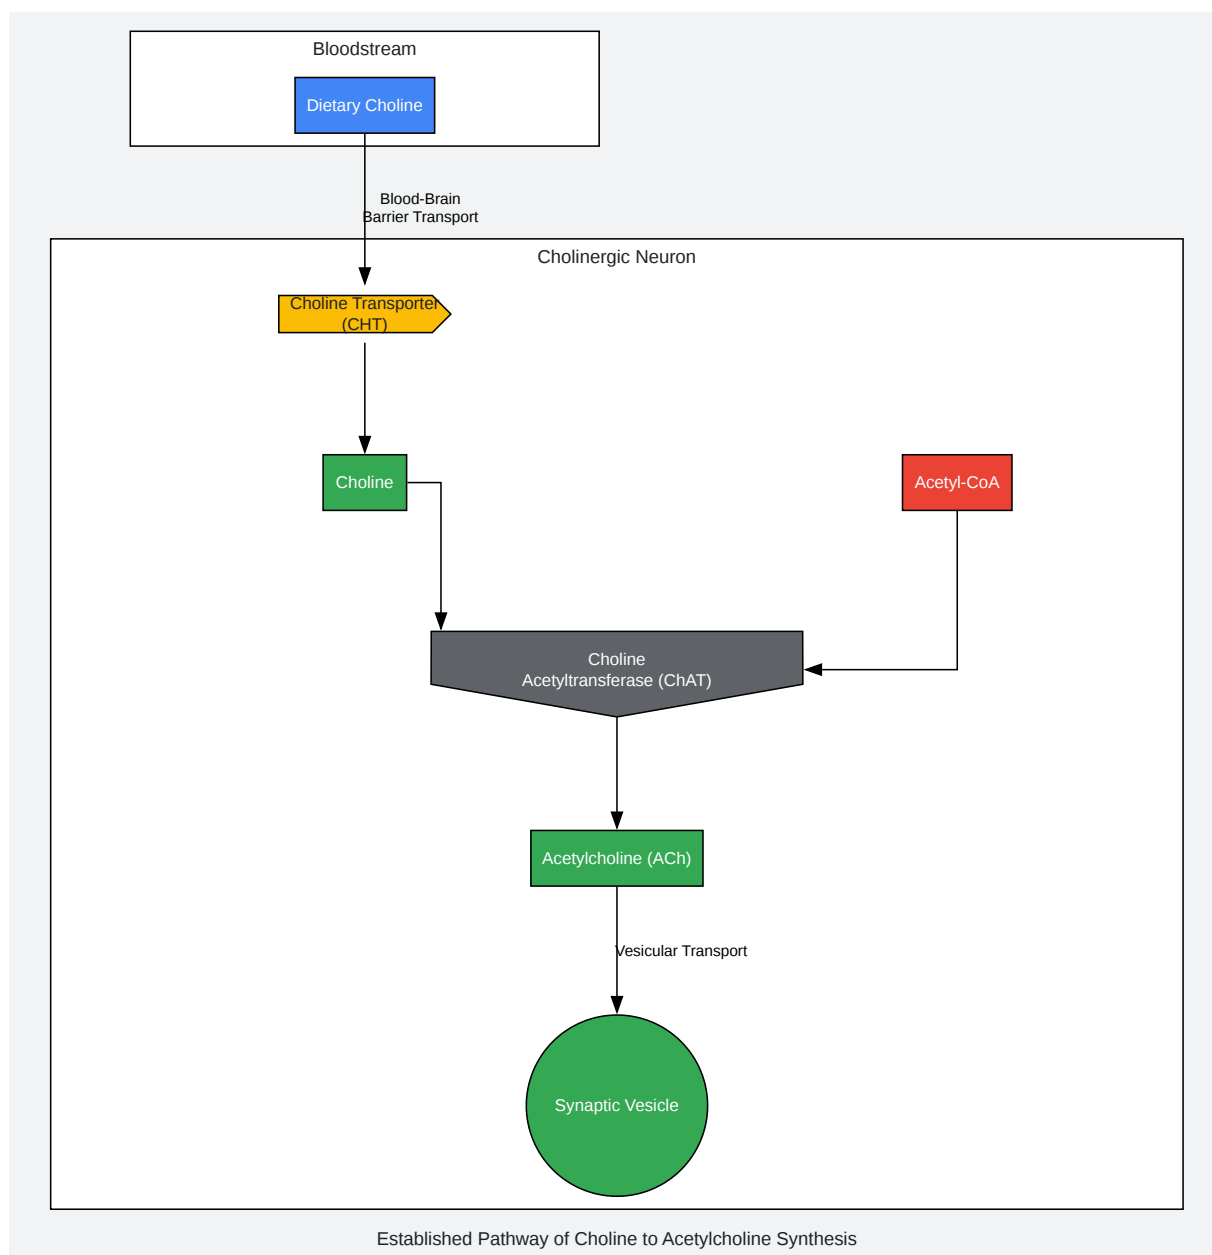 Bloodstream
Dietary Choline
Blood-Brain
Barrier Transport
Cholinergic Neuron
Choline Transporter
(CHT)
Choline
Acetyl-CoA
Choline
Acetyltransferase (ChAT)
Acetylcholine (ACh)
Vesicular Transport
Synaptic Vesicle
Established Pathway of Choline to Acetylcholine Synthesis